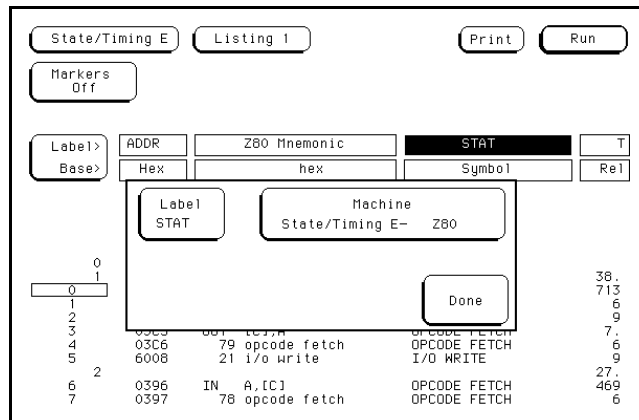 State/Timing E Listing 1 Print Run
Markers
Off
Label> ADDR Z80 Mnemonic STAT T
Base> Hex hex Symbol Rel
Label Machine
STAT State/Timing E- Z80
0
1 38.
0 713
1 6
2 Done 9
3 7.
4 03C6 79 opcode fetch OPCODE FETCH 6
5 6008 21 i/o write I/O WRITE 9
2 27.
6 0396 IN A,[C] OPCODE FETCH 469
7 0397 78 opcode fetch OPCODE FETCH 6